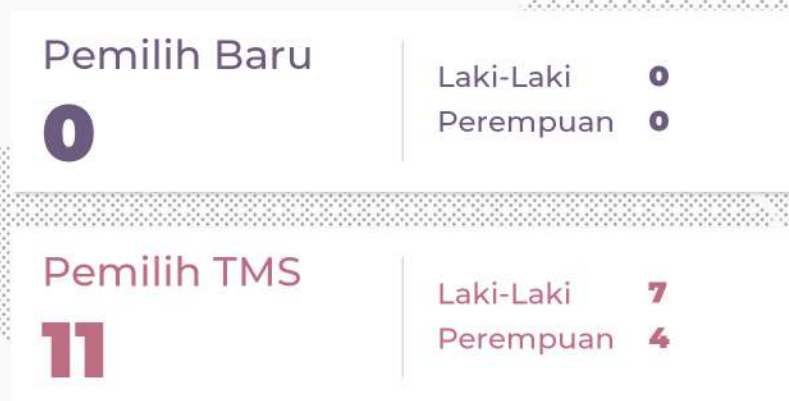 Pemilih Baru
0
Laki-Laki 0
Perempuan 0
Pemilih TMS
11
Laki-Laki 7
Perempuan 4